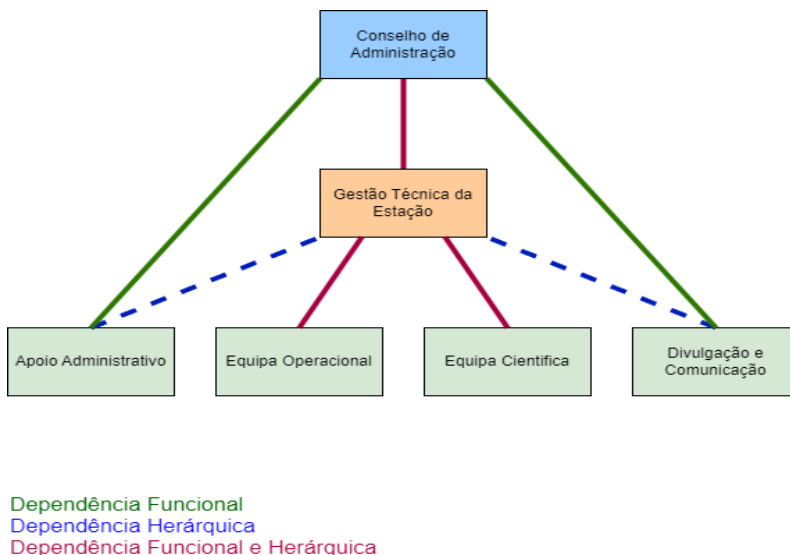 Conselho de
Administração
Gestão Técnica da
Estação
Apoio Administrativo
Equipa Operacional
Equipa Cientifica
Divulgação e
Comunicação
Dependência Funcional
Dependência Herárquica
Dependência Funcional e Herárquica